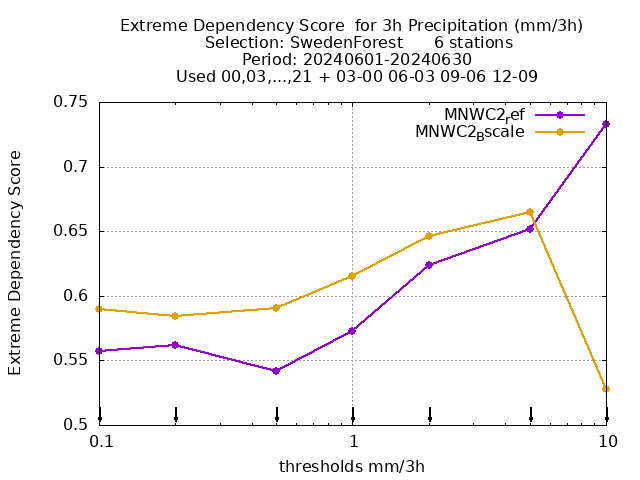 Extreme Dependency Score  for 3h Precipitation (mm/3h)
Selection: SwedenForest      6 stations
Period: 20240601-20240630
Used 00,03,...,21 + 03-00 06-03 09-06 12-09
MNWC2ref
MNWC2Bscale
0.75
0.7
0.65
0.6
0.55
0.5
Extreme Dependency Score
0.1
1
10
thresholds mm/3h